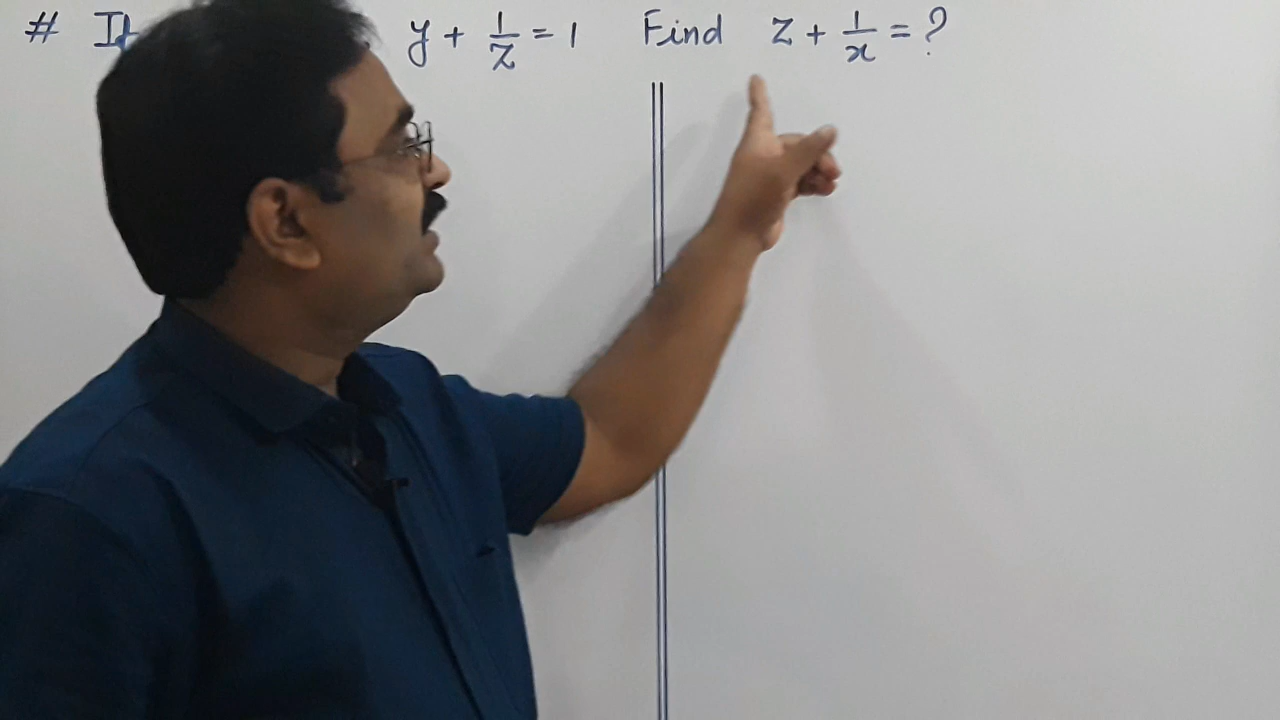 # If y + 1/z = 1 Find z + 1/x = ?